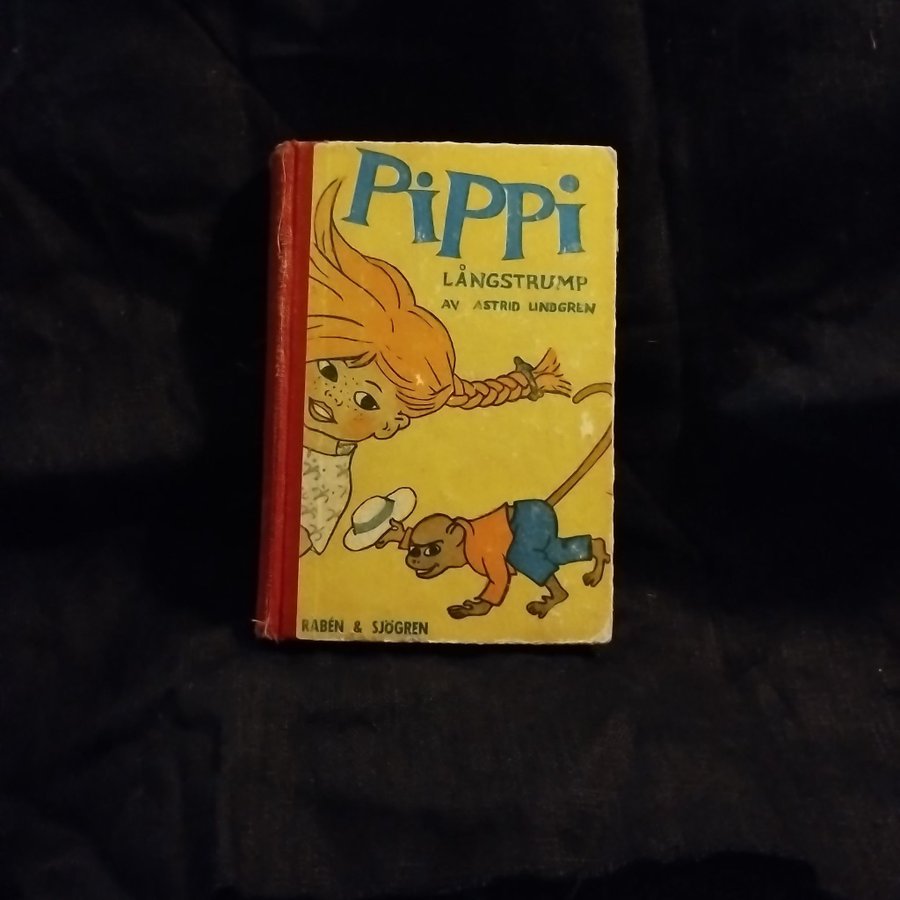 PiPPi
LÅNGSTRUMP
AV ASTRID LINDGREN
RABÉN & SJÖGREN